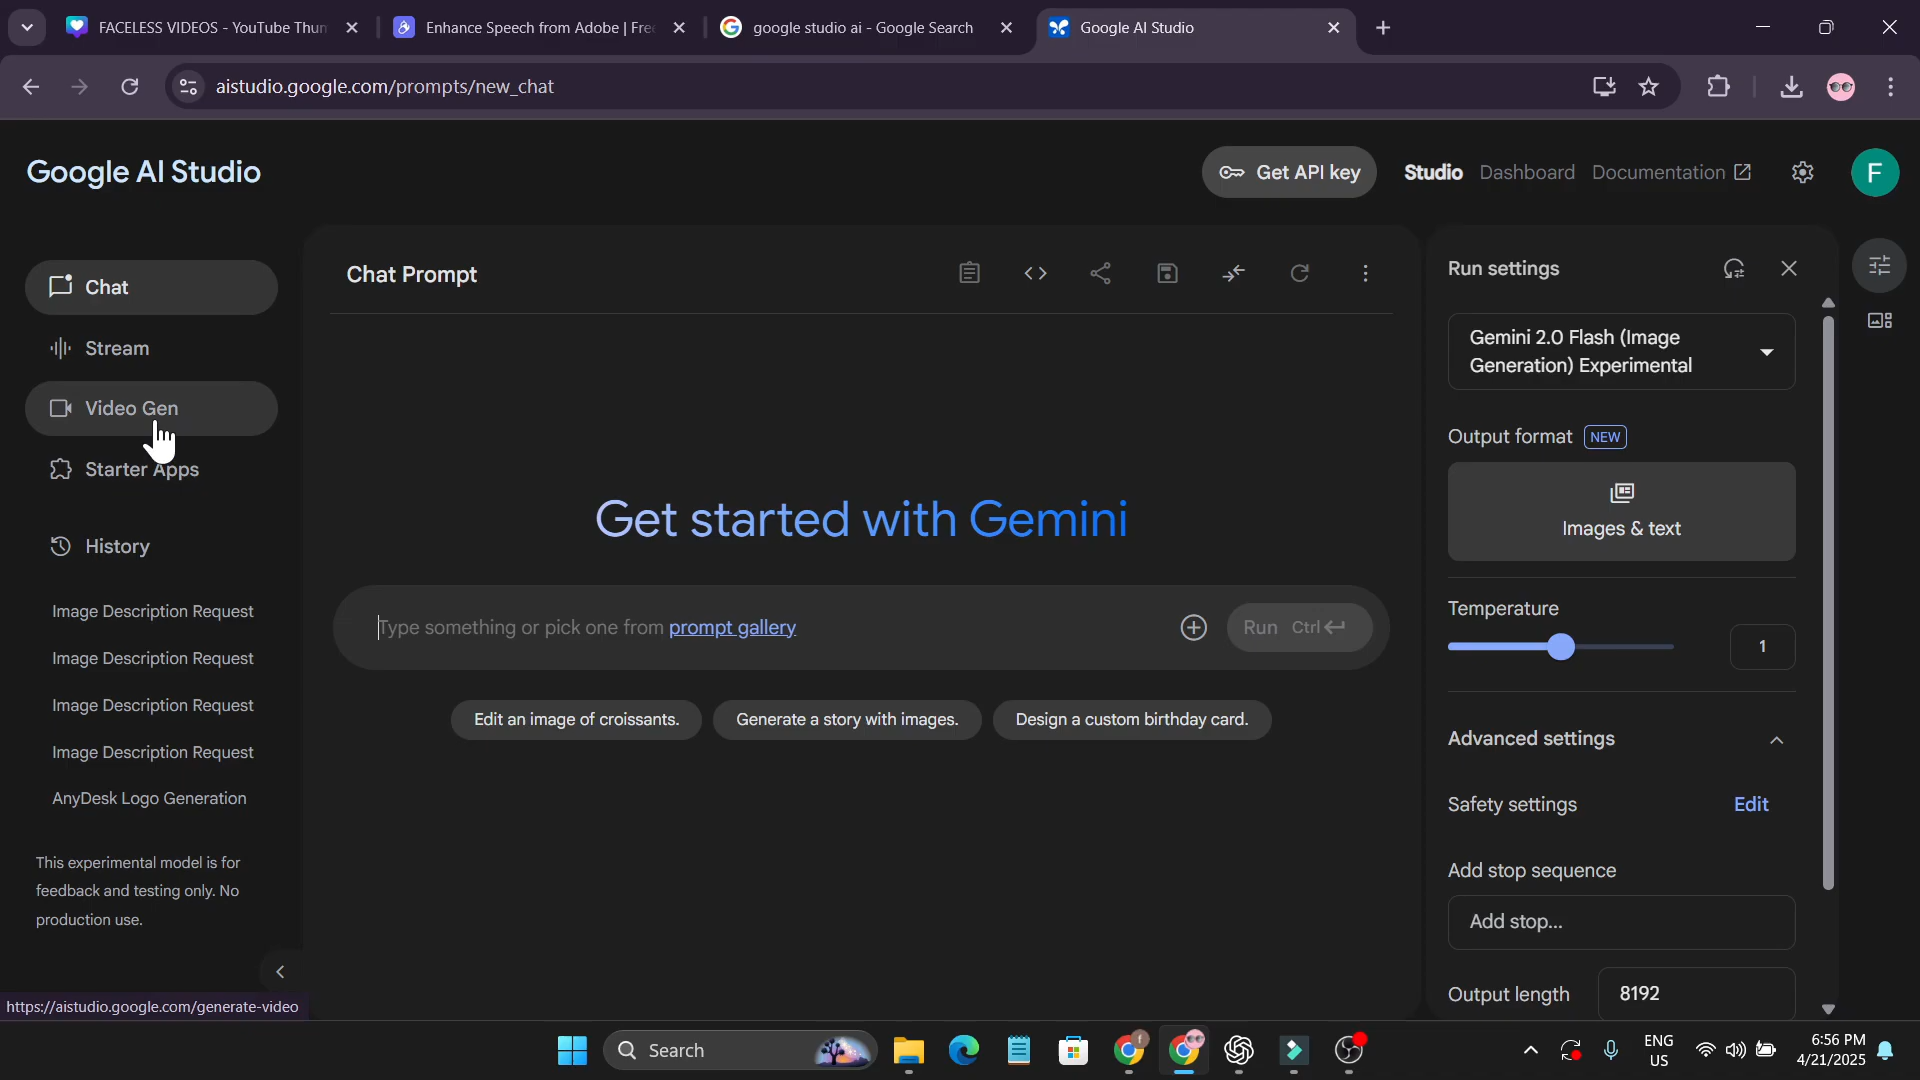 FACELESS VIDEOS - YouTube Thun
Enhance Speech from Adobe | Fre
google studio ai - Google Search
Google AI Studio
aistudio.google.com/prompts/new_chat
Google AI Studio
Get API key
Studio
Dashboard
Documentation
F
Chat
Stream
Video Gen
Starter Apps
History
Image Description Request
Image Description Request
Image Description Request
Image Description Request
AnyDesk Logo Generation
This experimental model is for
feedback and testing only. No
production use.
https://aistudio.google.com/generate-video
Chat Prompt
Get started with Gemini
Type something or pick one from prompt gallery
Run Ctrl
Edit an image of croissants.
Generate a story with images.
Design a custom birthday card.
Run settings
Gemini 2.0 Flash (Image
Generation) Experimental
Output format NEW
Images & text
Temperature
1
Advanced settings
Safety settings
Edit
Add stop sequence
Add stop...
Output length
8192
Search
ENG
US
6:56 PM
4/21/2025